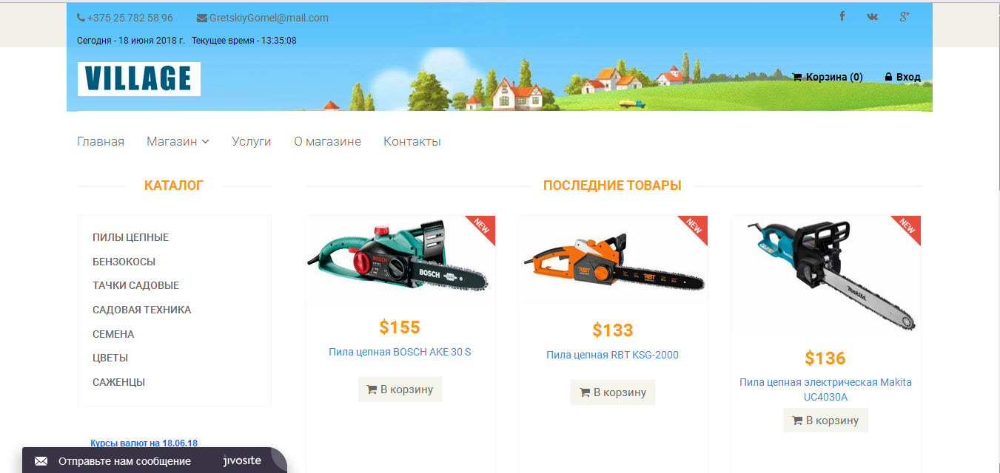 +375 25 782 58 96 GretskiyGomel@mail.com
Сегодня - 18 июня 2018 г. Текущее время - 13:35:08
VILLAGE
Корзина (0) Вход
Главная Магазин Услуги О магазине Контакты
КАТАЛОГ
ПИЛЫ ЦЕПНЫЕ
БЕНЗОКОСЫ
ТАЧКИ САДОВЫЕ
САДОВАЯ ТЕХНИКА
СЕМЕНА
ЦВЕТЫ
САЖЕНЦЫ
Курсы валют на 18.06.18
ПОСЛЕДНИЕ ТОВАРЫ
NEW
BOSCH
BOSCH
$155
Пила цепная BOSCH AKE 30 S
В корзину
NEW
RBT
RBT
$133
Пила цепная RBT KSG-2000
В корзину
NEW
makita
$136
Пила цепная электрическая Makita
UC4030A
В корзину
Отправьте нам сообщение jivosite